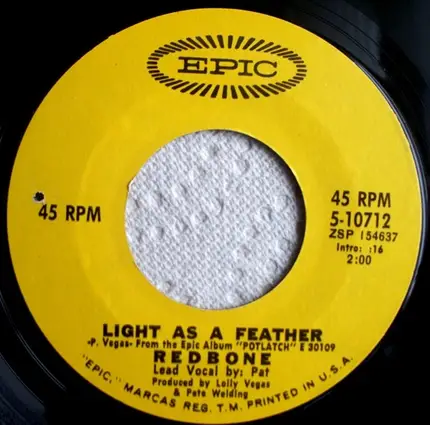 EPIC
45 RPM
45 RPM
5-10712
ZSP 154637
Intro: :16
2:00
LIGHT AS A FEATHER
-P. Vegas- From the Epic Album "POTLATCH" E 30109
REDBONE
Lead Vocal by: Pat
Produced by Lolly Vegas
& Pete Welding
"EPIC," MARCAS REG. T.M. PRINTED IN U.S.A.